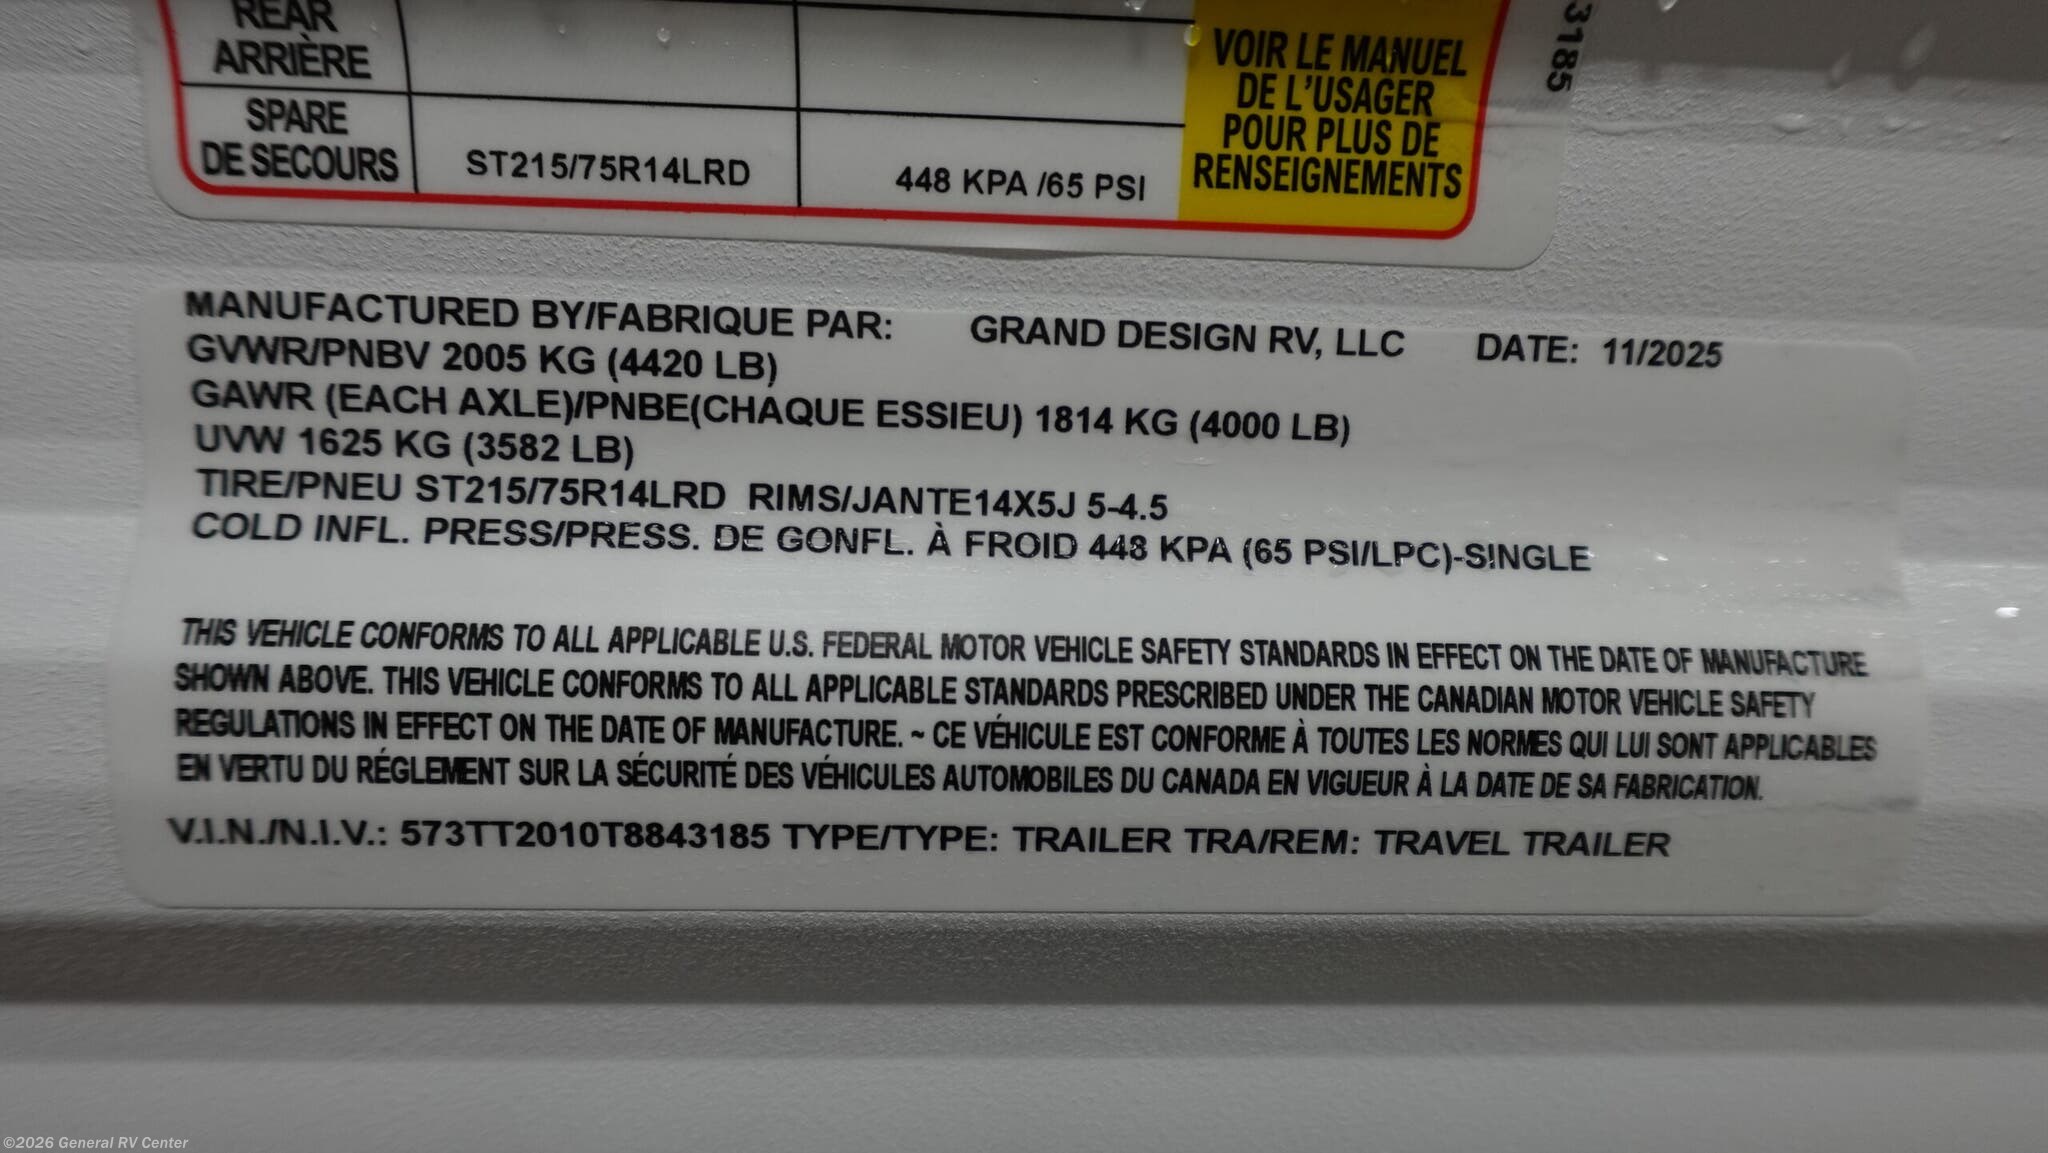 REAR
ARRIÈRE
SPARE
DE SECOURS
ST215/75R14LRD
448 KPA /65 PSI
VOIR LE MANUEL
DE L'USAGER
POUR PLUS DE
RENSEIGNEMENTS
3185
MANUFACTURED BY/FABRIQUE PAR: GRAND DESIGN RV, LLC DATE: 11/2025
GVWR/PNBV 2005 KG (4420 LB)
GAWR (EACH AXLE)/PNBE(CHAQUE ESSIEU) 1814 KG (4000 LB)
UVW 1625 KG (3582 LB)
TIRE/PNEU ST215/75R14LRD RIMS/JANTE14X5J 5-4.5
COLD INFL. PRESS/PRESS. DE GONFL. À FROID 448 KPA (65 PSI/LPC)-SINGLE
THIS VEHICLE CONFORMS TO ALL APPLICABLE U.S. FEDERAL MOTOR VEHICLE SAFETY STANDARDS IN EFFECT ON THE DATE OF MANUFACTURE
SHOWN ABOVE. THIS VEHICLE CONFORMS TO ALL APPLICABLE STANDARDS PRESCRIBED UNDER THE CANADIAN MOTOR VEHICLE SAFETY
REGULATIONS IN EFFECT ON THE DATE OF MANUFACTURE. ~ CE VÉHICULE EST CONFORME À TOUTES LES NORMES QUI LUI SONT APPLICABLES
EN VERTU DU RÉGLEMENT SUR LA SÉCURITÉ DES VÉHICULES AUTOMOBILES DU CANADA EN VIGUEUR À LA DATE DE SA FABRICATION.
V.I.N./N.I.V.: 573TT2010T8843185 TYPE/TYPE: TRAILER TRA/REM: TRAVEL TRAILER
©2026 General RV Center